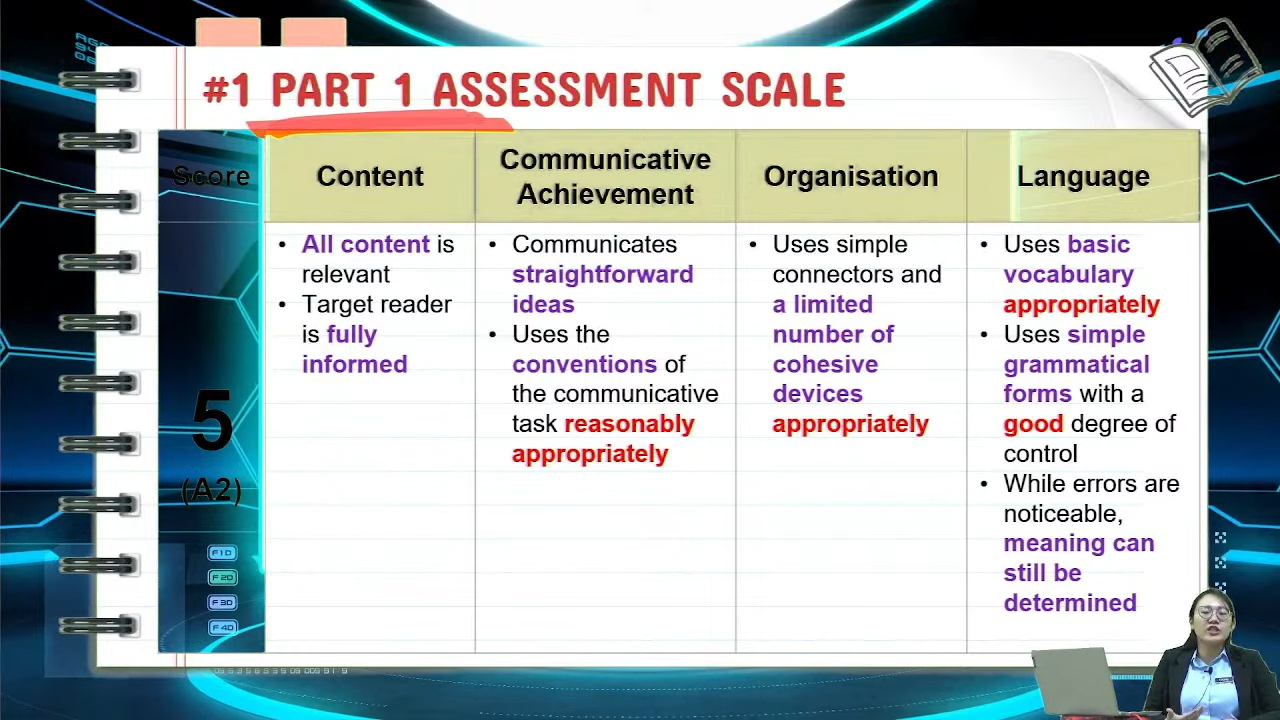 #1 PART 1 ASSESSMENT SCALE
Score
Content
Communicative
Achievement
Organisation
Language
5
(A2)
• All content is
relevant
• Target reader
is fully
informed
• Communicates
straightforward
ideas
• Uses the
conventions of
the communicative
task reasonably
appropriately
• Uses simple
connectors and
a limited
number of
cohesive
devices
appropriately
• Uses basic
vocabulary
appropriately
• Uses simple
grammatical
forms with a
good degree of
control
• While errors are
noticeable,
meaning can
still be
determined
F1D
F2D
F3D
F4D